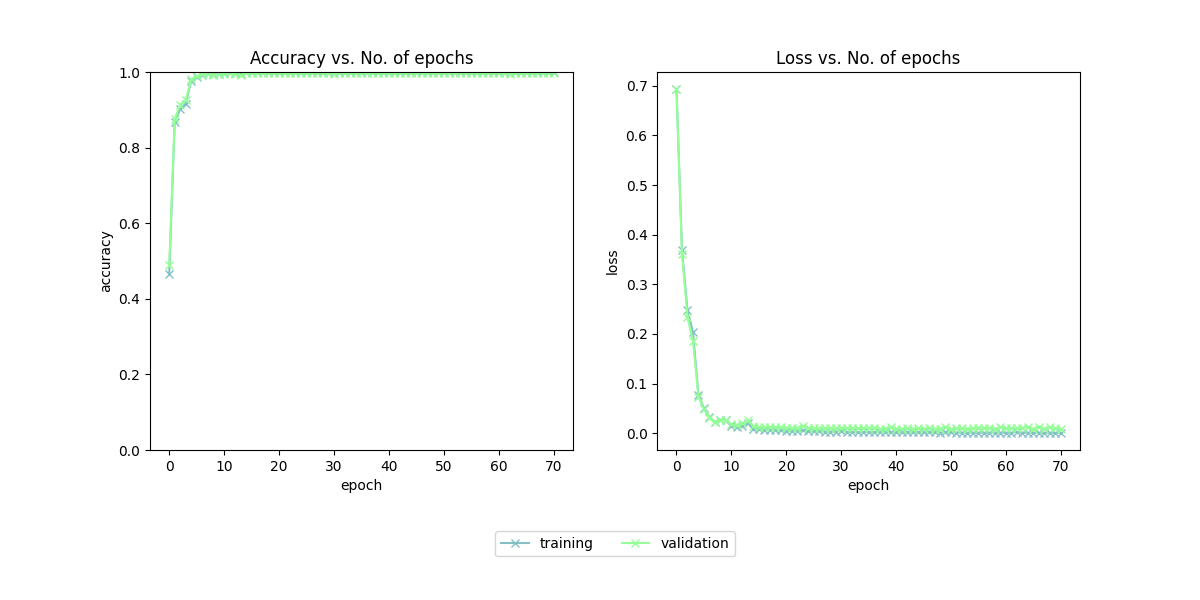 Accuracy vs. No. of epochs
1.0
0.8
0.6
0.4
0.2
0.0
accuracy
0 10 20 30 40 50 60 70
epoch
Loss vs. No. of epochs
0.7
0.6
0.5
0.4
0.3
0.2
0.1
0.0
loss
0 10 20 30 40 50 60 70
epoch
training validation